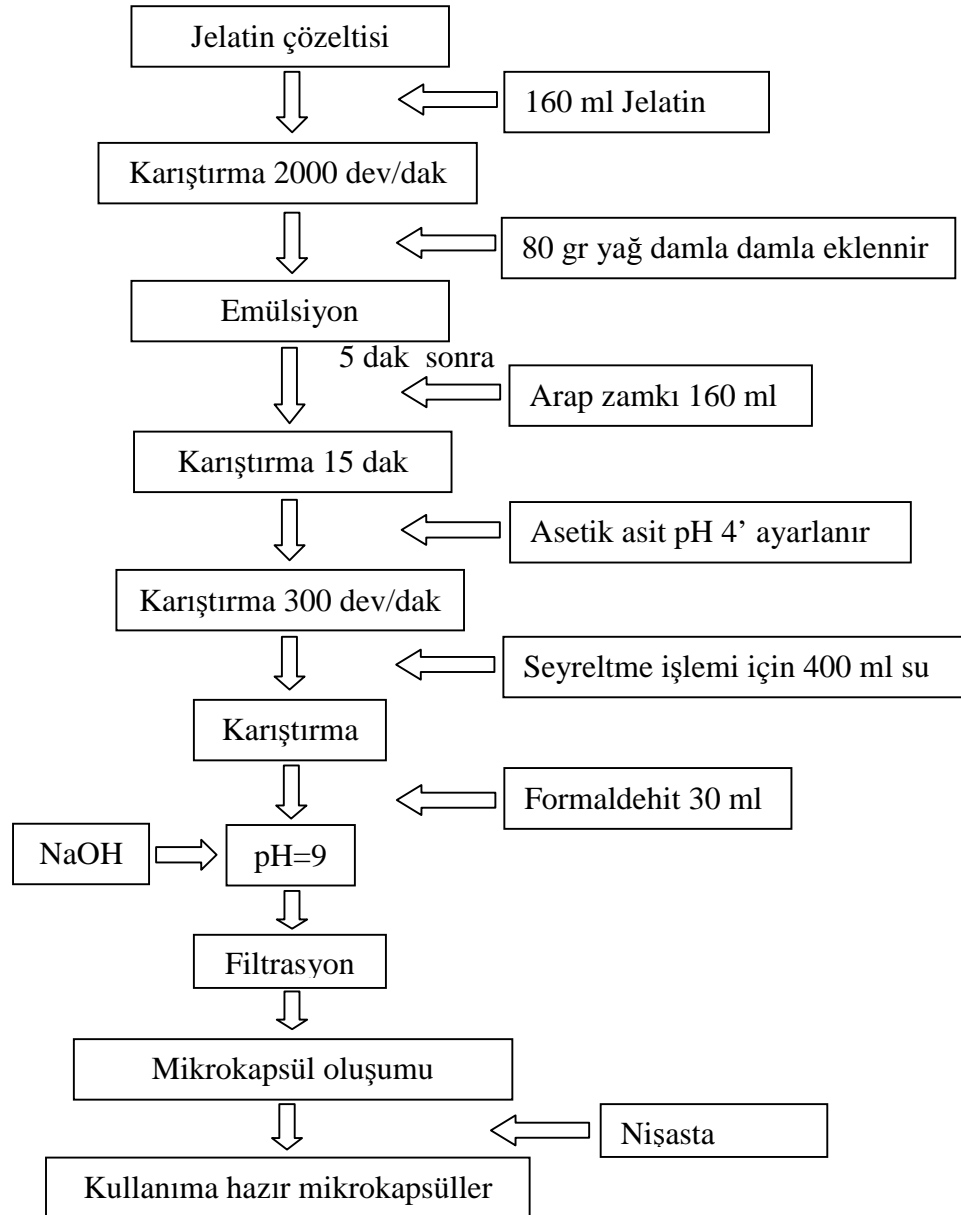 Jelatin çözeltisi
160 ml Jelatin
Karıştırma 2000 dev/dak
80 gr yağ damla damla eklennir
Emülsiyon
5 dak sonra
Arap zamkı 160 ml
Karıştırma 15 dak
Asetik asit pH 4’ ayarlanır
Karıştırma 300 dev/dak
Seyreltme işlemi için 400 ml su
Karıştırma
Formaldehit 30 ml
NaOH
pH=9
Filtrasyon
Mikrokapsül oluşumu
Nişasta
Kullanıma hazır mikrokapsüller